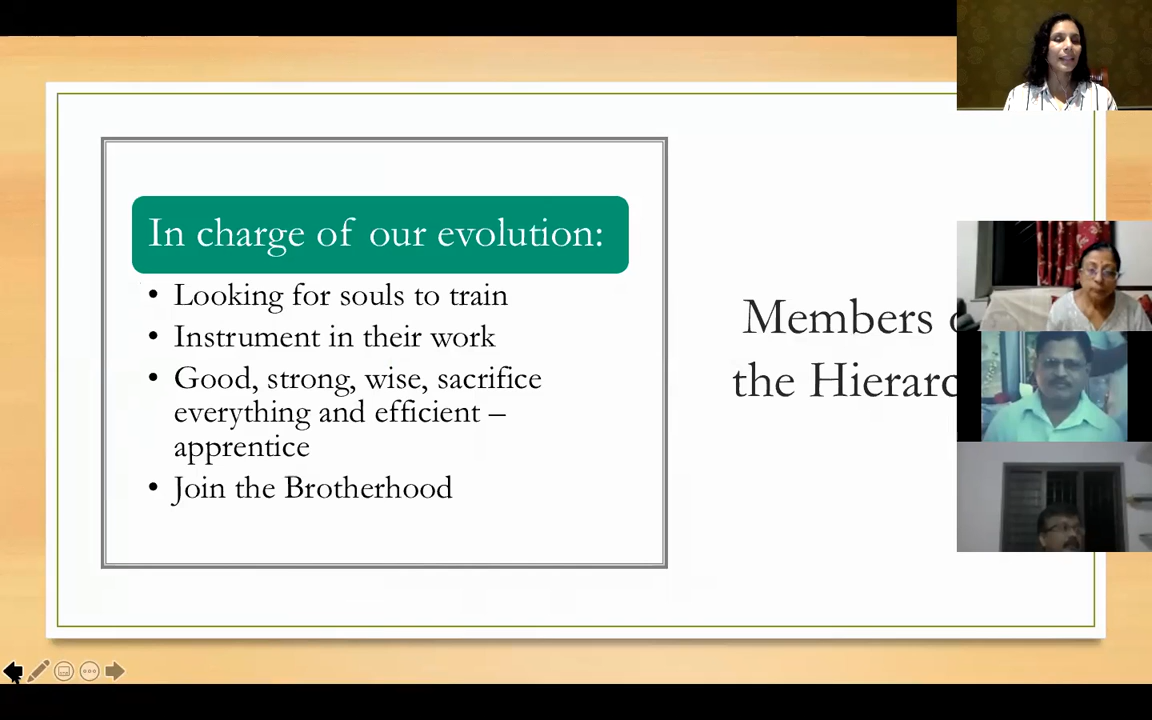 In charge of our evolution:
• Looking for souls to train
• Instrument in their work
• Good, strong, wise, sacrifice
everything and efficient –
apprentice
• Join the Brotherhood
Members
the Hierarc